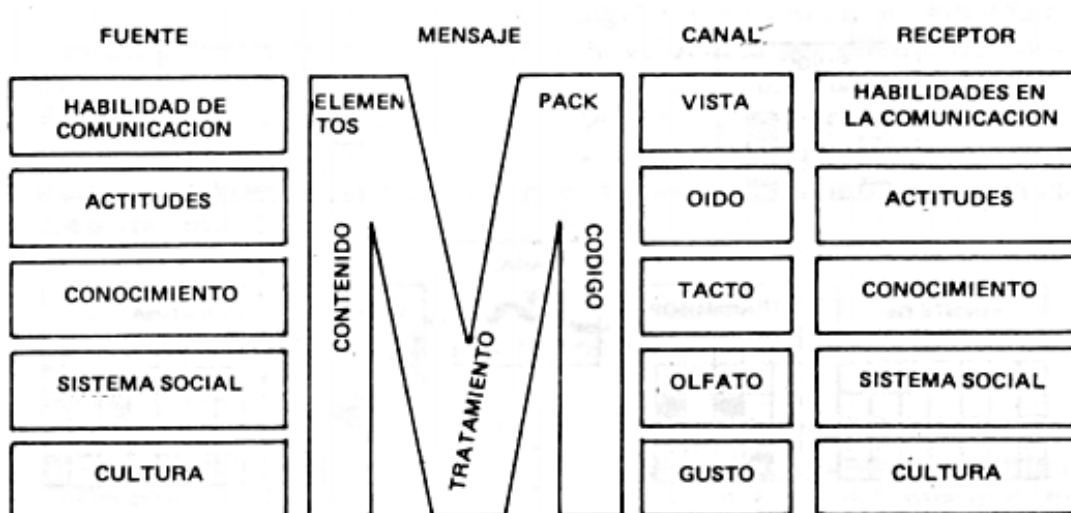 FUENTE
HABILIDAD DE
COMUNICACION
ACTITUDES
CONOCIMIENTO
SISTEMA SOCIAL
CULTURA
MENSAJE
ELEMEN
TOS
PACK
CONTENIDO
TRATAMIENTO
CODIGO
CANAL
VISTA
OIDO
TACTO
OLFATO
GUSTO
RECEPTOR
HABILIDADES EN
LA COMUNICACION
ACTITUDES
CONOCIMIENTO
SISTEMA SOCIAL
CULTURA